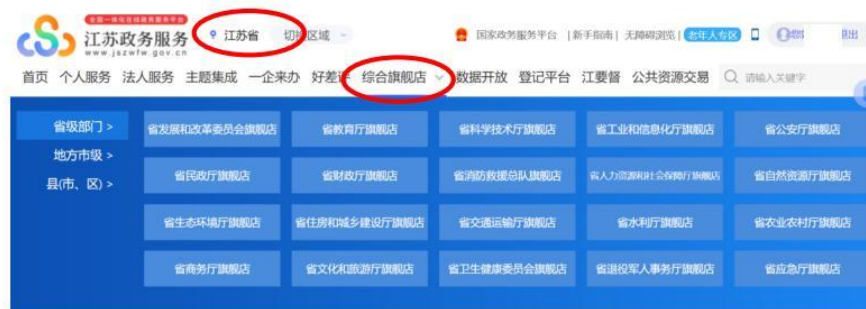 全国一体化在线政务服务平台
江苏政务服务
www.jszwfw.gov.cn
江苏省 切换区域
国家政务服务平台 | 新手指南 | 无障碍浏览 | 老年人专区
首页 个人服务 法人服务 主题集成 一企来办 好差评 综合旗舰店 数据开放 登记平台 江要督 公共资源交易 请输入关键字
省级部门 >
地方市级 >
县(市、区) >
省发展和改革委员会旗舰店 省教育厅旗舰店 省科学技术厅旗舰店 省工业和信息化厅旗舰店 省公安厅旗舰店
省民政厅旗舰店 省财政厅旗舰店 省消防救援总队旗舰店 省人力资源和社会保障厅旗舰店 省自然资源厅旗舰店
省生态环境厅旗舰店 省住房和城乡建设厅旗舰店 省交通运输厅旗舰店 省水利厅旗舰店 省农业农村厅旗舰店
省商务厅旗舰店 省文化和旅游厅旗舰店 省卫生健康委员会旗舰店 省退役军人事务厅旗舰店 省应急厅旗舰店